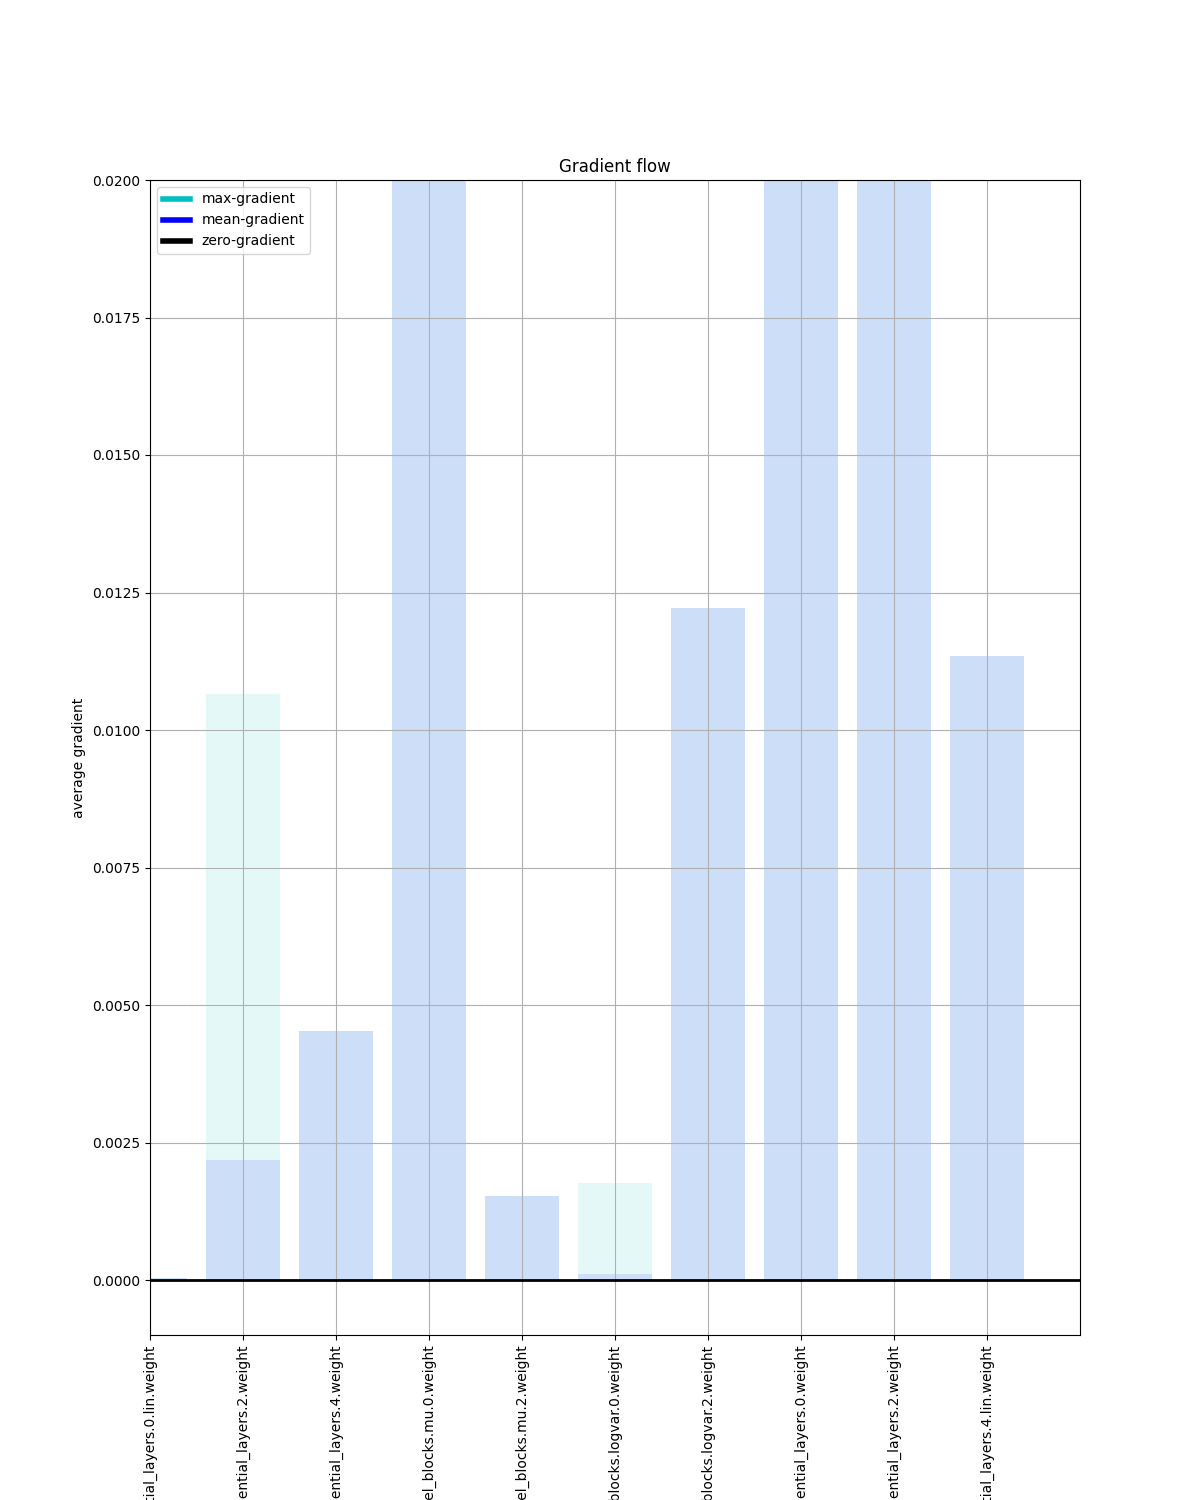 Gradient flow
max-gradient
mean-gradient
zero-gradient
0.0200
0.0175
0.0150
0.0125
0.0100
0.0075
0.0050
0.0025
0.0000
average gradient
tial_layers.0.lin.weight
ential_layers.2.weight
ential_layers.4.weight
el_blocks.mu.0.weight
el_blocks.mu.2.weight
blocks.logvar.0.weight
blocks.logvar.2.weight
ential_layers.0.weight
ential_layers.2.weight
tial_layers.4.lin.weight